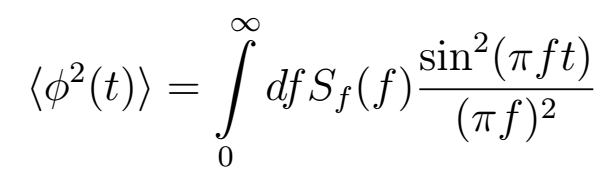 ⟨ϕ²(t)⟩ = ∫₀^∞ df S_f(f) sin²(πft)/(πf)²